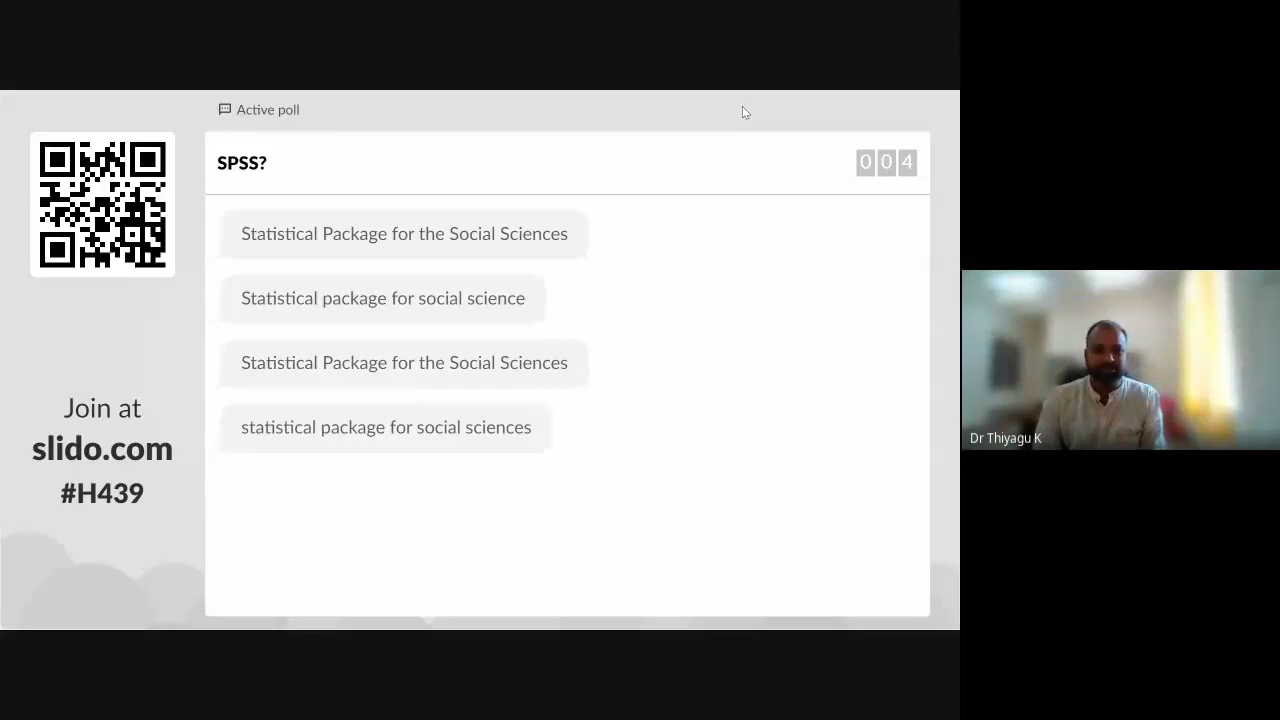 Active poll
SPSS?
004
Statistical Package for the Social Sciences
Statistical package for social science
Statistical Package for the Social Sciences
statistical package for social sciences
Join at
slido.com
#H439
Dr Thiyagu K